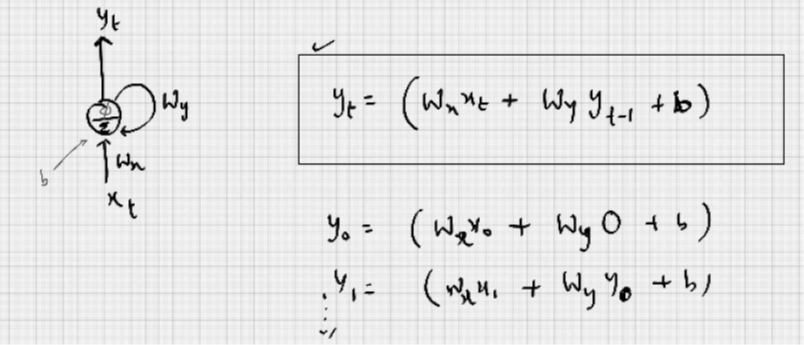 y_t
W_y
W_x
b
x_t
y_t = (W_x x_t + W_y y_{t-1} + b)
y_0 = (W_x x_0 + W_y 0 + b)
y_1 = (W_x x_1 + W_y y_0 + b)